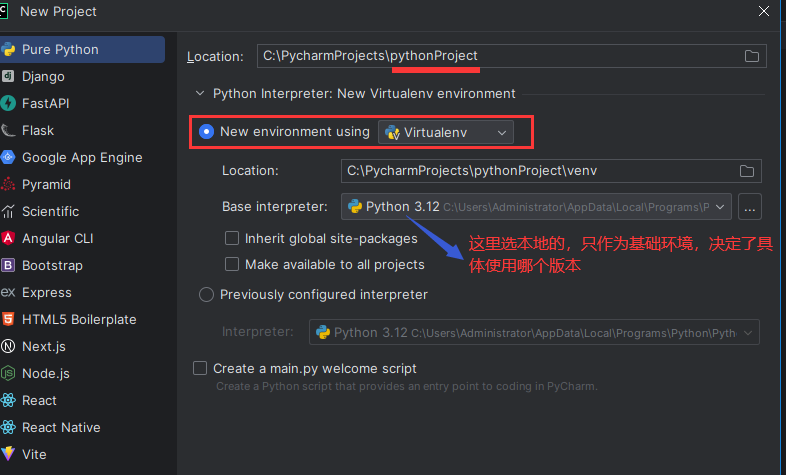 New Project
Pure Python
Django
FastAPI
Flask
Google App Engine
Pyramid
Scientific
Angular CLI
Bootstrap
Express
HTML5 Boilerplate
Next.js
Node.js
React
React Native
Vite
Location: C:\PycharmProjects\pythonProject
Python Interpreter: New Virtualenv environment
New environment using Virtualenv
Location: C:\PycharmProjects\pythonProject\venv
Base interpreter: Python 3.12 C:\Users\Administrator\AppData\Local\Programs\P ...
Inherit global site-packages
这里选本地的，只作为基础环境，决定了具
体使用哪个版本
Make available to all projects
Previously configured interpreter
Interpreter: Python 3.12 C:\Users\Administrator\AppData\Local\Programs\Python\Pytho
Create a main.py welcome script
Create a Python script that provides an entry point to coding in PyCharm.